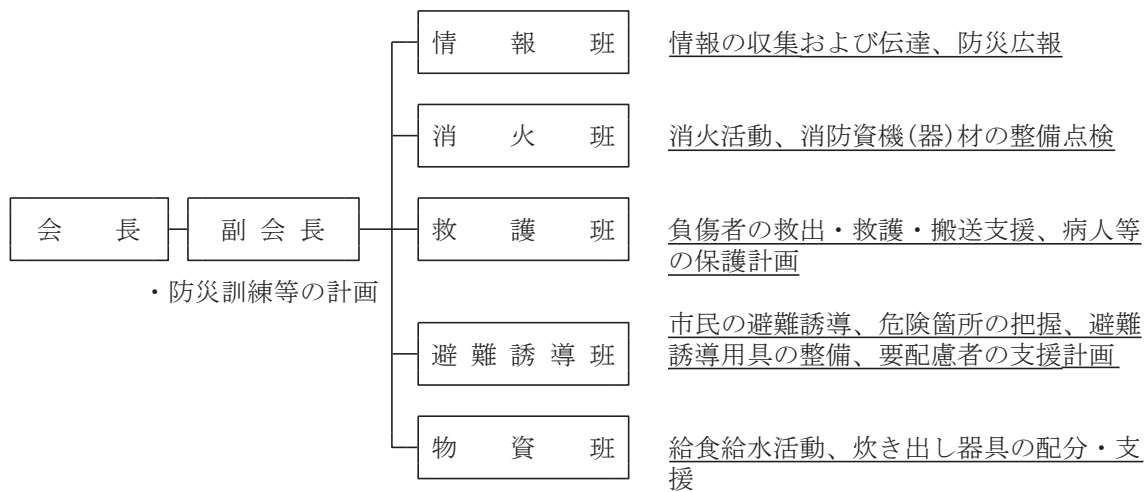 情報班
情報の収集および伝達、防災広報
消火班
消火活動、消防資機(器)材の整備点検
会長
副会長
・防災訓練等の計画
救護班
負傷者の救出・救護・搬送支援、病人等
の保護計画
避難誘導班
市民の避難誘導、危険箇所の把握、避難
誘導用具の整備、要配慮者の支援計画
物資班
給食給水活動、炊き出し器具の配分・支
援